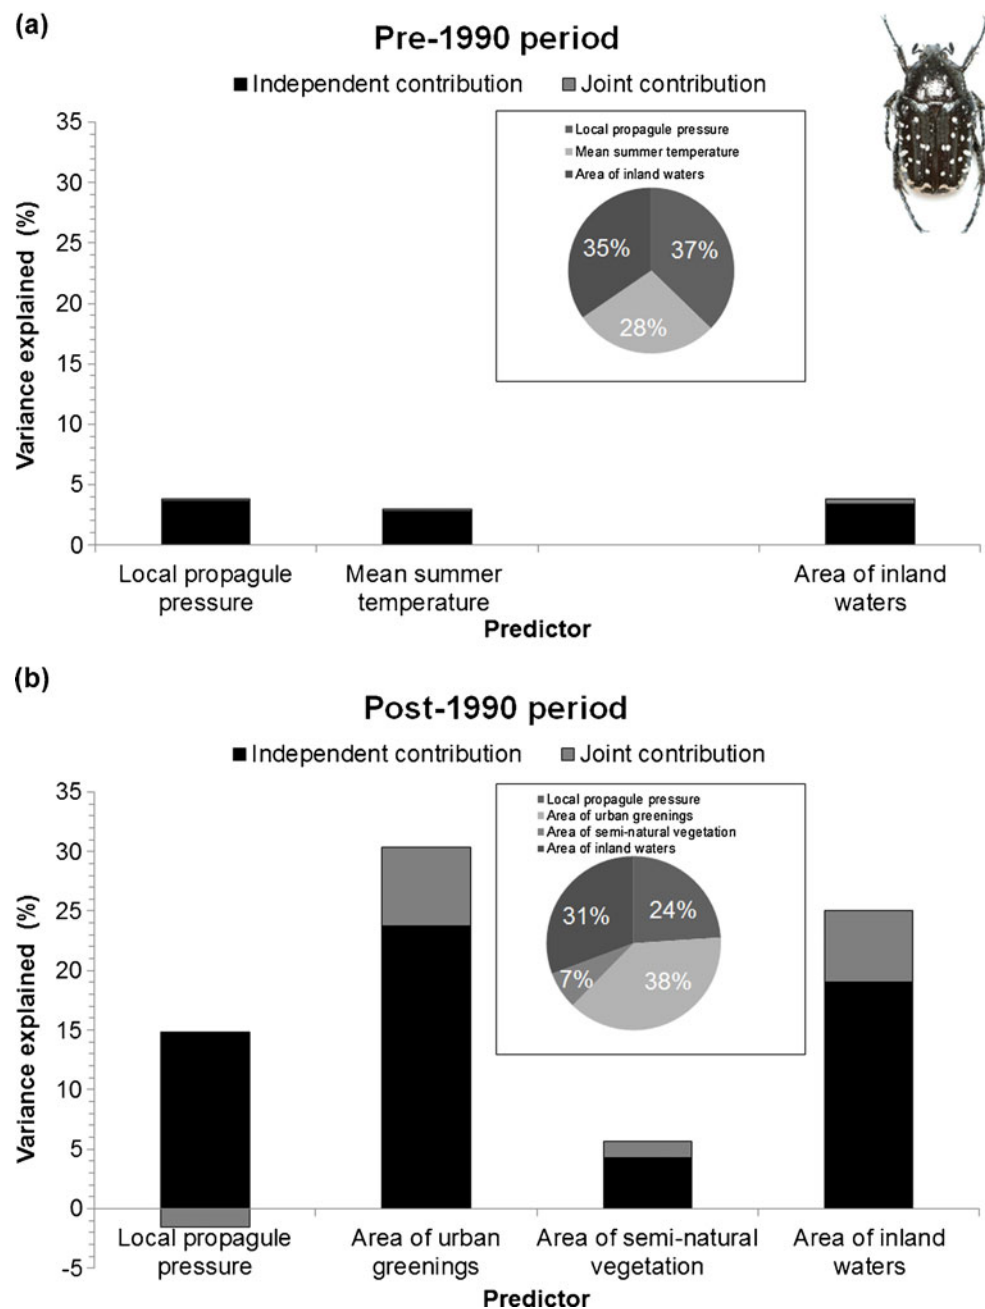 (a)
Pre-1990 period
Independent contribution Joint contribution
35
30
25
20
15
10
5
0
Variance explained (%)
Local propagule pressure
Mean summer temperature
Area of inland waters
35%
37%
28%
Local propagule
pressure
Mean summer
temperature
Area of inland
waters
Predictor
(b)
Post-1990 period
Independent contribution Joint contribution
35
30
25
20
15
10
5
0
-5
Variance explained (%)
Local propagule pressure
Area of urban greenings
Area of semi-natural vegetation
Area of inland waters
31%
24%
7%
38%
Local propagule
pressure
Area of urban
greenings
Area of semi-natural
vegetation
Area of inland
waters
Predictor